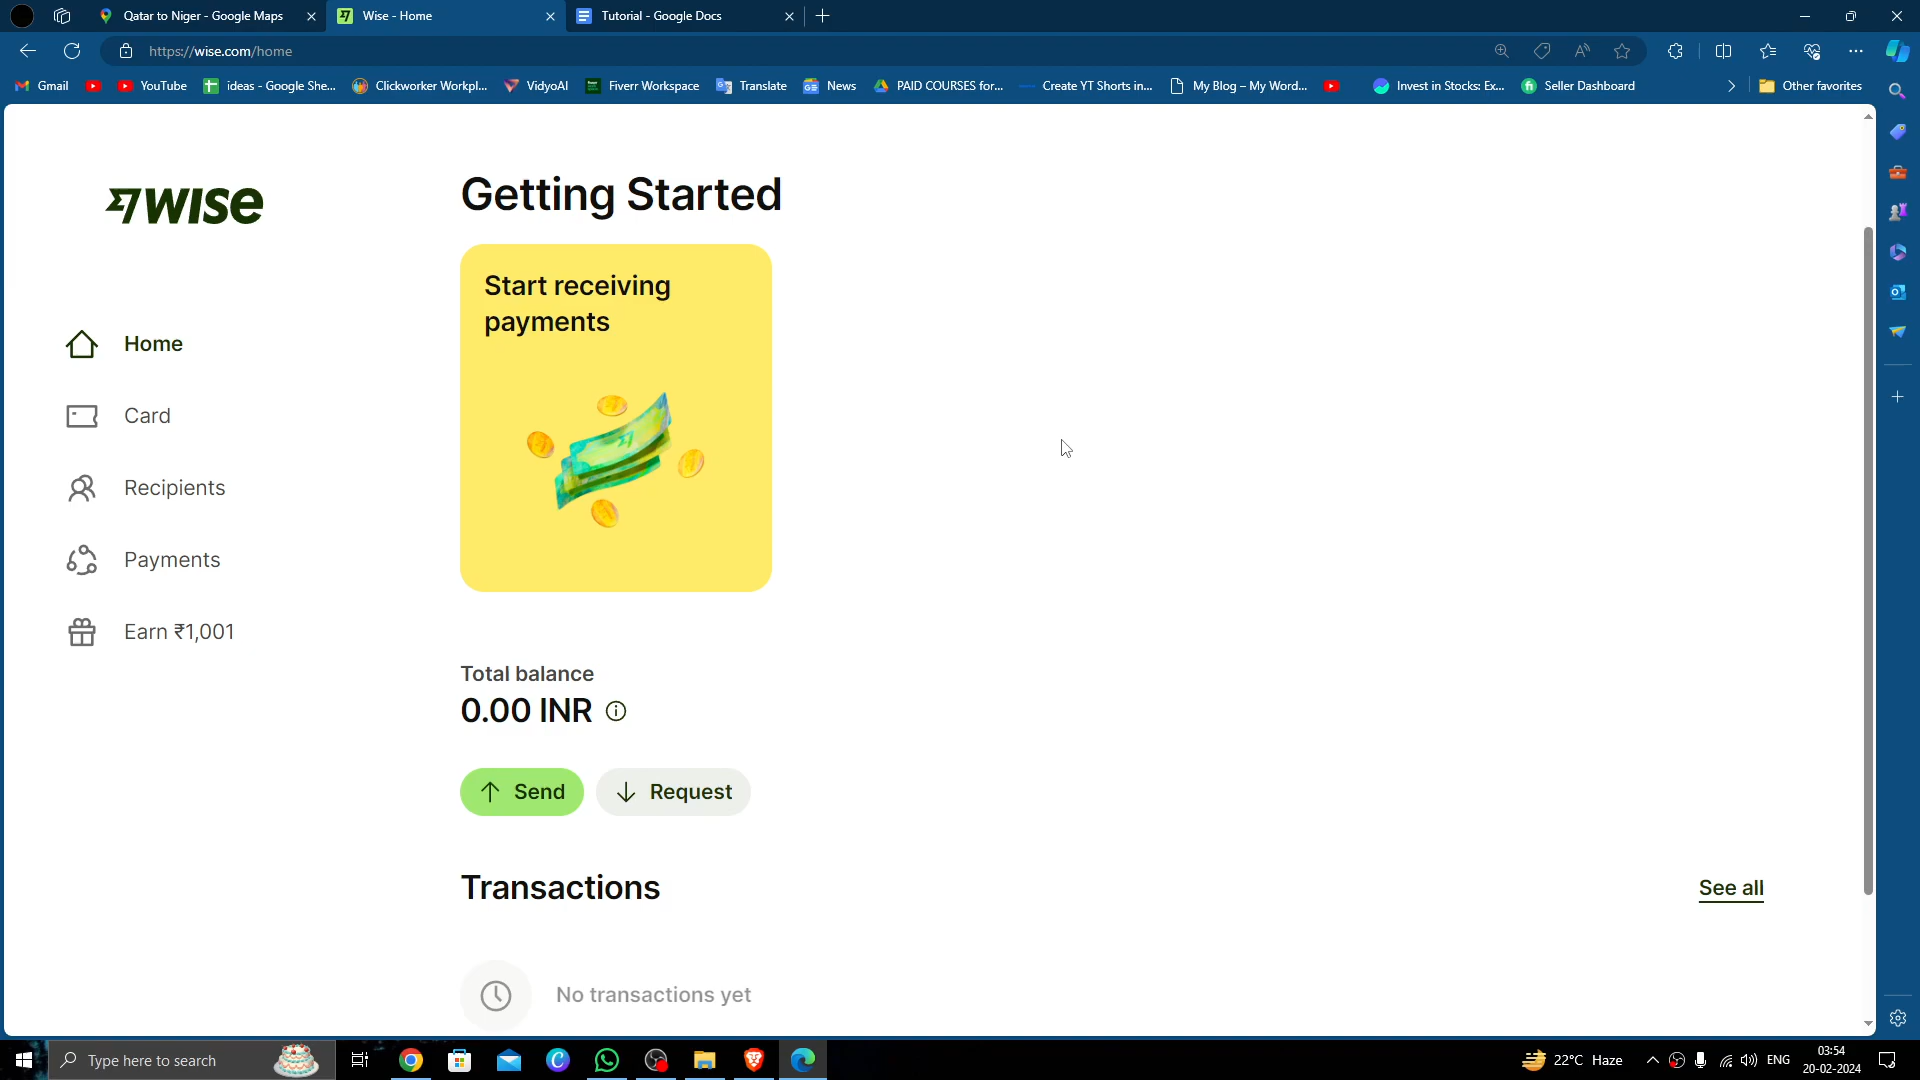 Qatar to Niger - Google Maps
Wise - Home
Tutorial - Google Docs
https://wise.com/home
Gmail
YouTube
ideas - Google She...
Clickworker Workpl...
VidyoAI
Fiverr Workspace
Translate
News
PAID COURSES for...
Create YT Shorts in...
My Blog – My Word...
Invest in Stocks: Ex...
Seller Dashboard
Other favorites
WISE
Home
Card
Recipients
Payments
Earn ₹1,001
Getting Started
Start receiving
payments
Total balance
0.00 INR
Send
Request
Transactions
See all
No transactions yet
Type here to search
22°C Haze
ENG
03:54
20-02-2024